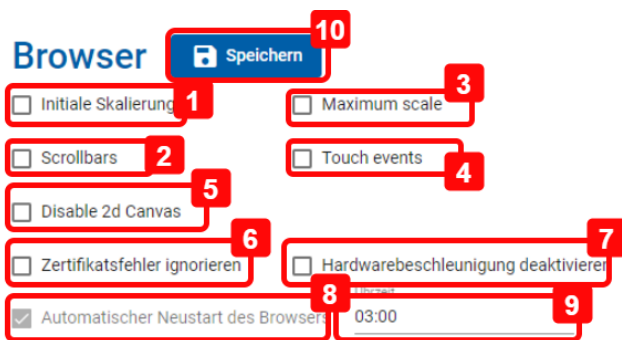 10
Browser Speichern
Initiale Skalierung 1 Maximum scale 3
Scrollbars 2 Touch events 4
5
Disable 2d Canvas
6 7
Zertifikatsfehler ignorieren Hardwarebeschleunigung deaktivieren
8 Uhrzeit 9
Automatischer Neustart des Browsers 03:00